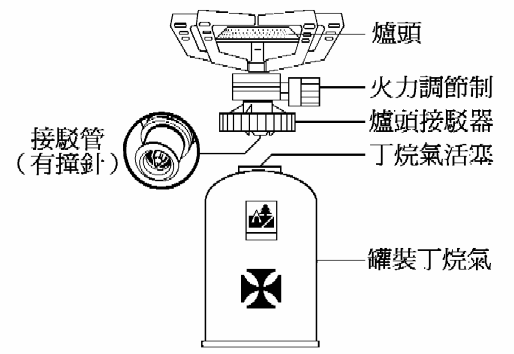 爐頭
火力調節制
爐頭接駁器
接駁管
（有撞針）
丁烷氣活塞
罐裝丁烷氣